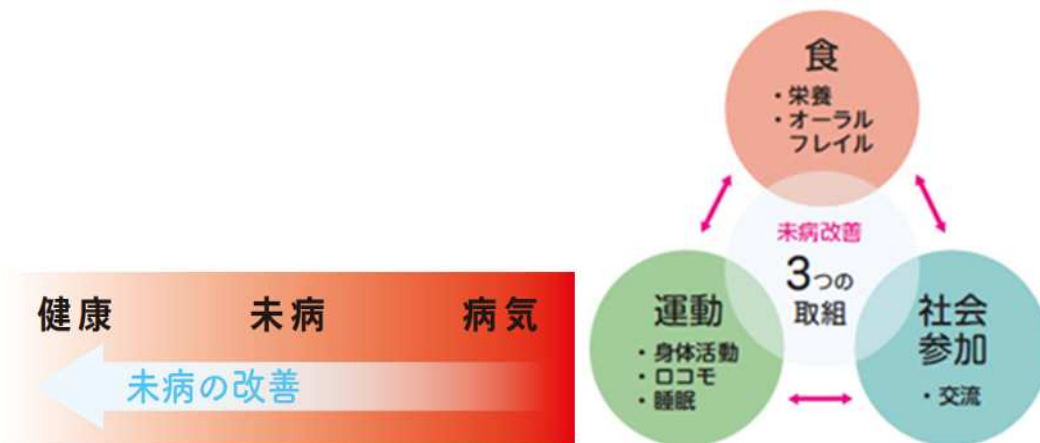 健康 未病 病気
未病の改善
食
・栄養
・オーラル
フレイル
未病改善
3つの
取組
運動
・身体活動
・ロコモ
・睡眠
社会
参加
・交流